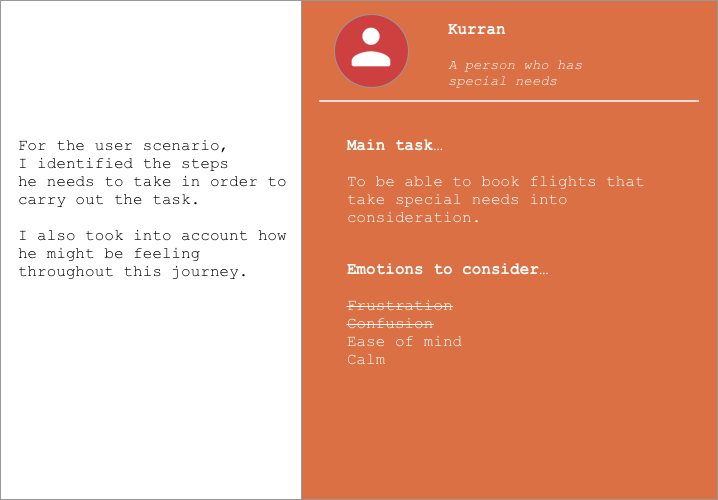 For the user scenario,
I identified the steps
he needs to take in order to
carry out the task.
I also took into account how
he might be feeling
throughout this journey.
Kurran
A person who has
special needs
Main task…
To be able to book flights that
take special needs into
consideration.
Emotions to consider…
Frustration
Confusion
Ease of mind
Calm